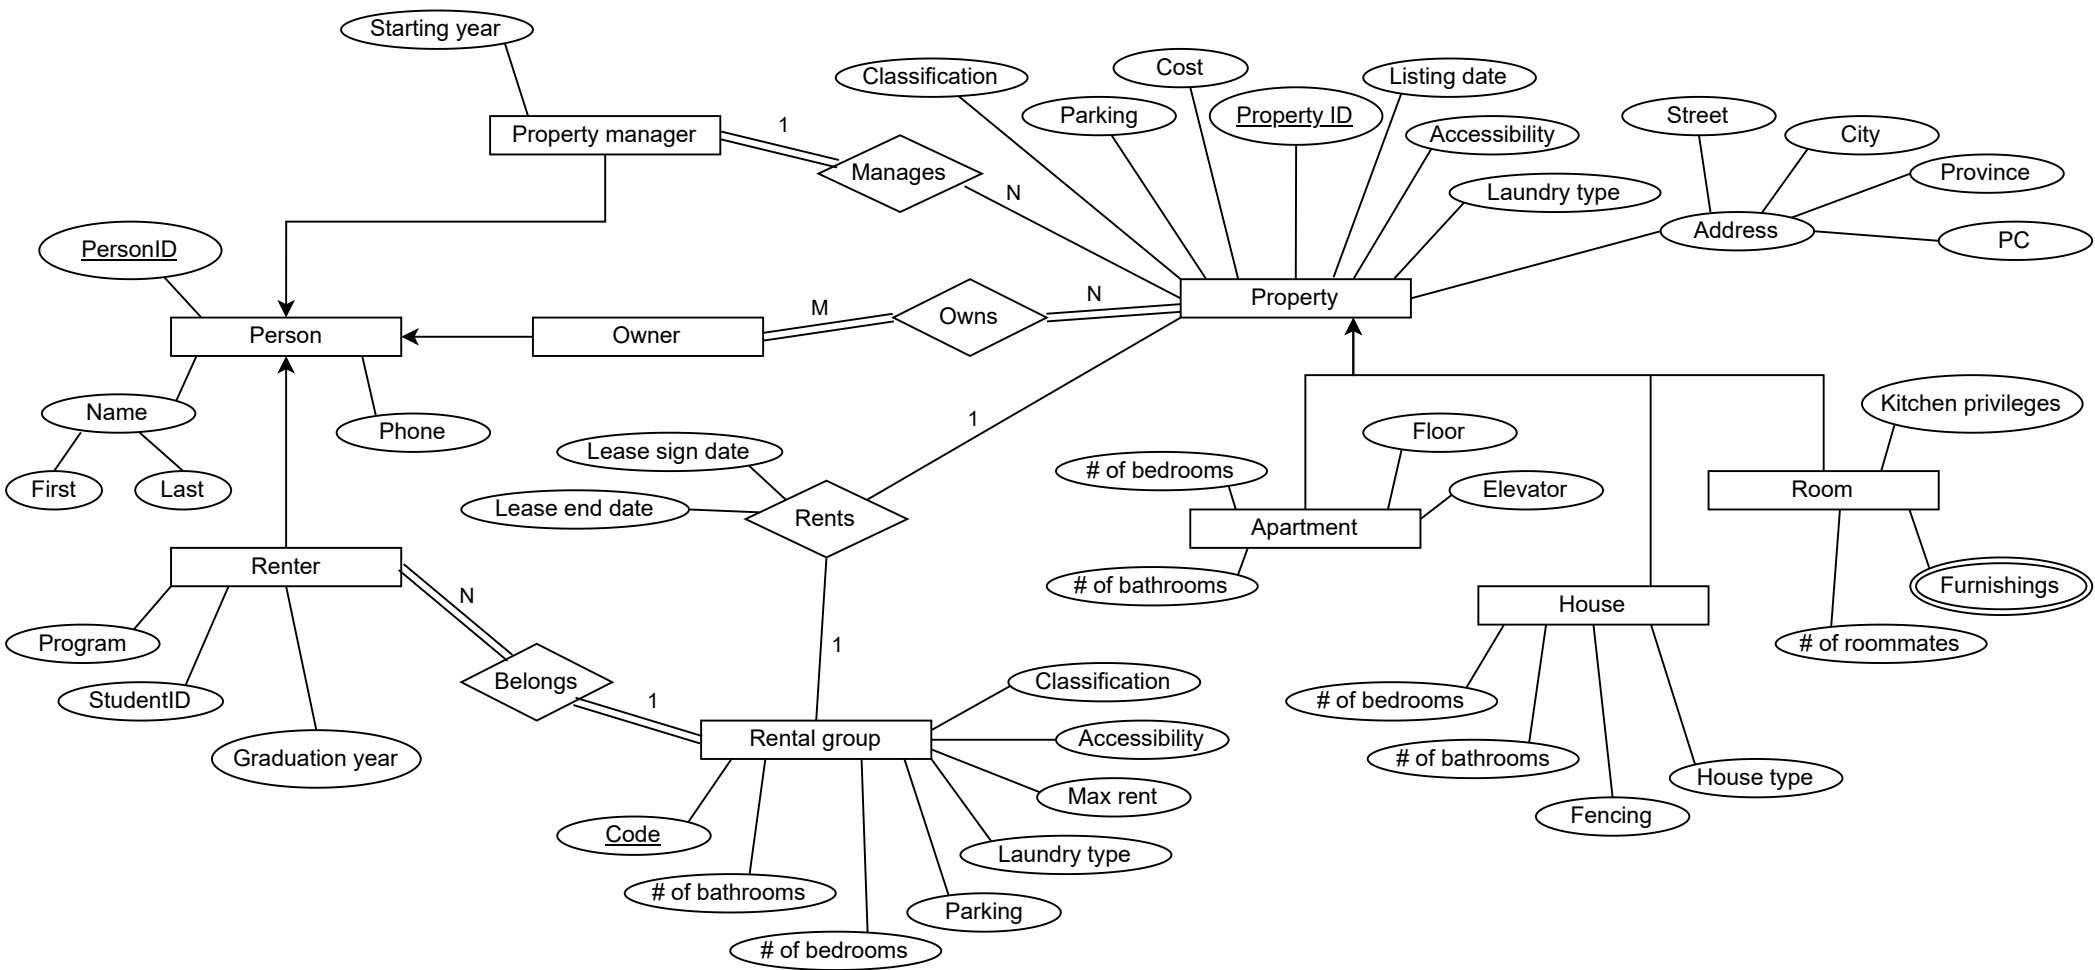 Starting year
Cost
Classification
Listing date
Parking
Property ID
Street
Accessibility
City
1
Property manager
Manages
Province
Laundry type
N
Address
PC
PersonID
Property
N
M
Owns
Person
Owner
Kitchen privileges
Name
1
Phone
Floor
Lease sign date
# of bedrooms
First
Last
Elevator
Room
Lease end date
Rents
Apartment
Renter
# of bathrooms
Furnishings
N
House
Program
1
# of roommates
Belongs
Classification
StudentID
1
# of bedrooms
Rental group
Accessibility
Graduation year
# of bathrooms
House type
Max rent
Fencing
Code
Laundry type
# of bathrooms
Parking
# of bedrooms